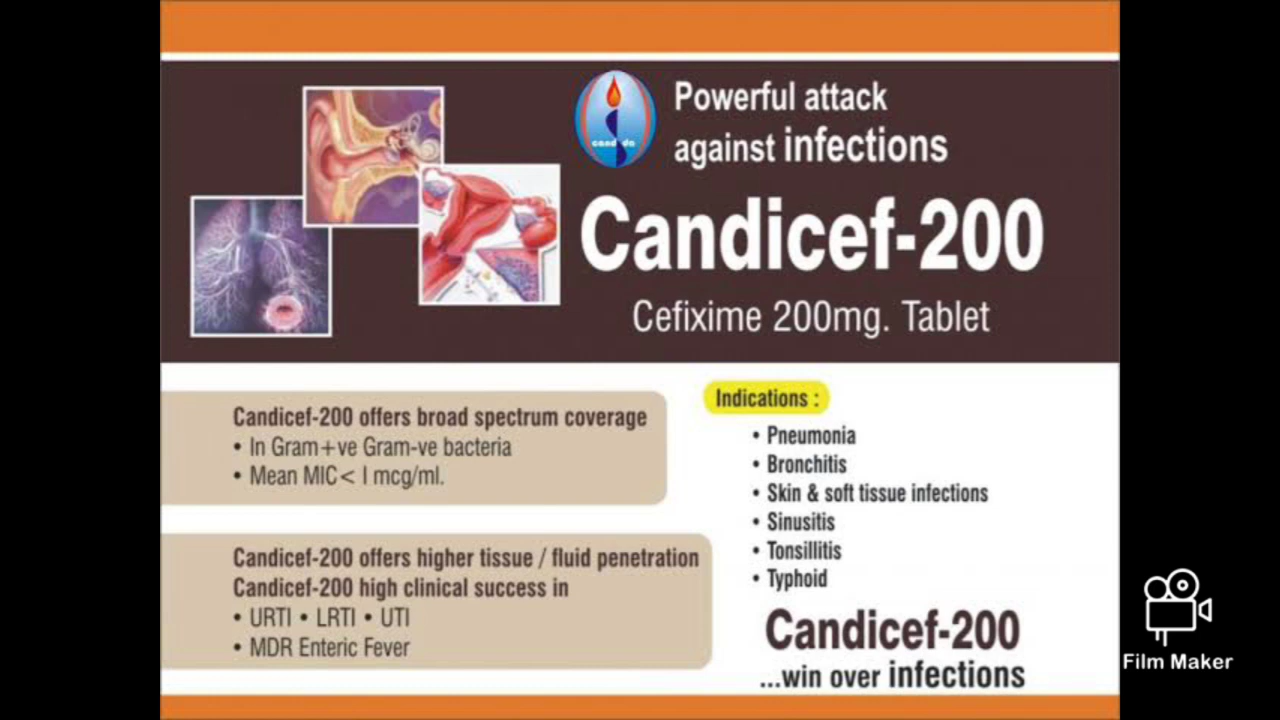 cand da
Powerful attack
against infections
Candicef-200
Cefixime 200mg. Tablet
Candicef-200 offers broad spectrum coverage
• In Gram+ve Gram-ve bacteria
• Mean MIC< I mcg/ml.
Candicef-200 offers higher tissue / fluid penetration
Candicef-200 high clinical success in
• URTI • LRTI • UTI
• MDR Enteric Fever
Indications :
• Pneumonia
• Bronchitis
• Skin & soft tissue infections
• Sinusitis
• Tonsillitis
• Typhoid
Candicef-200
...win over infections
Film Maker